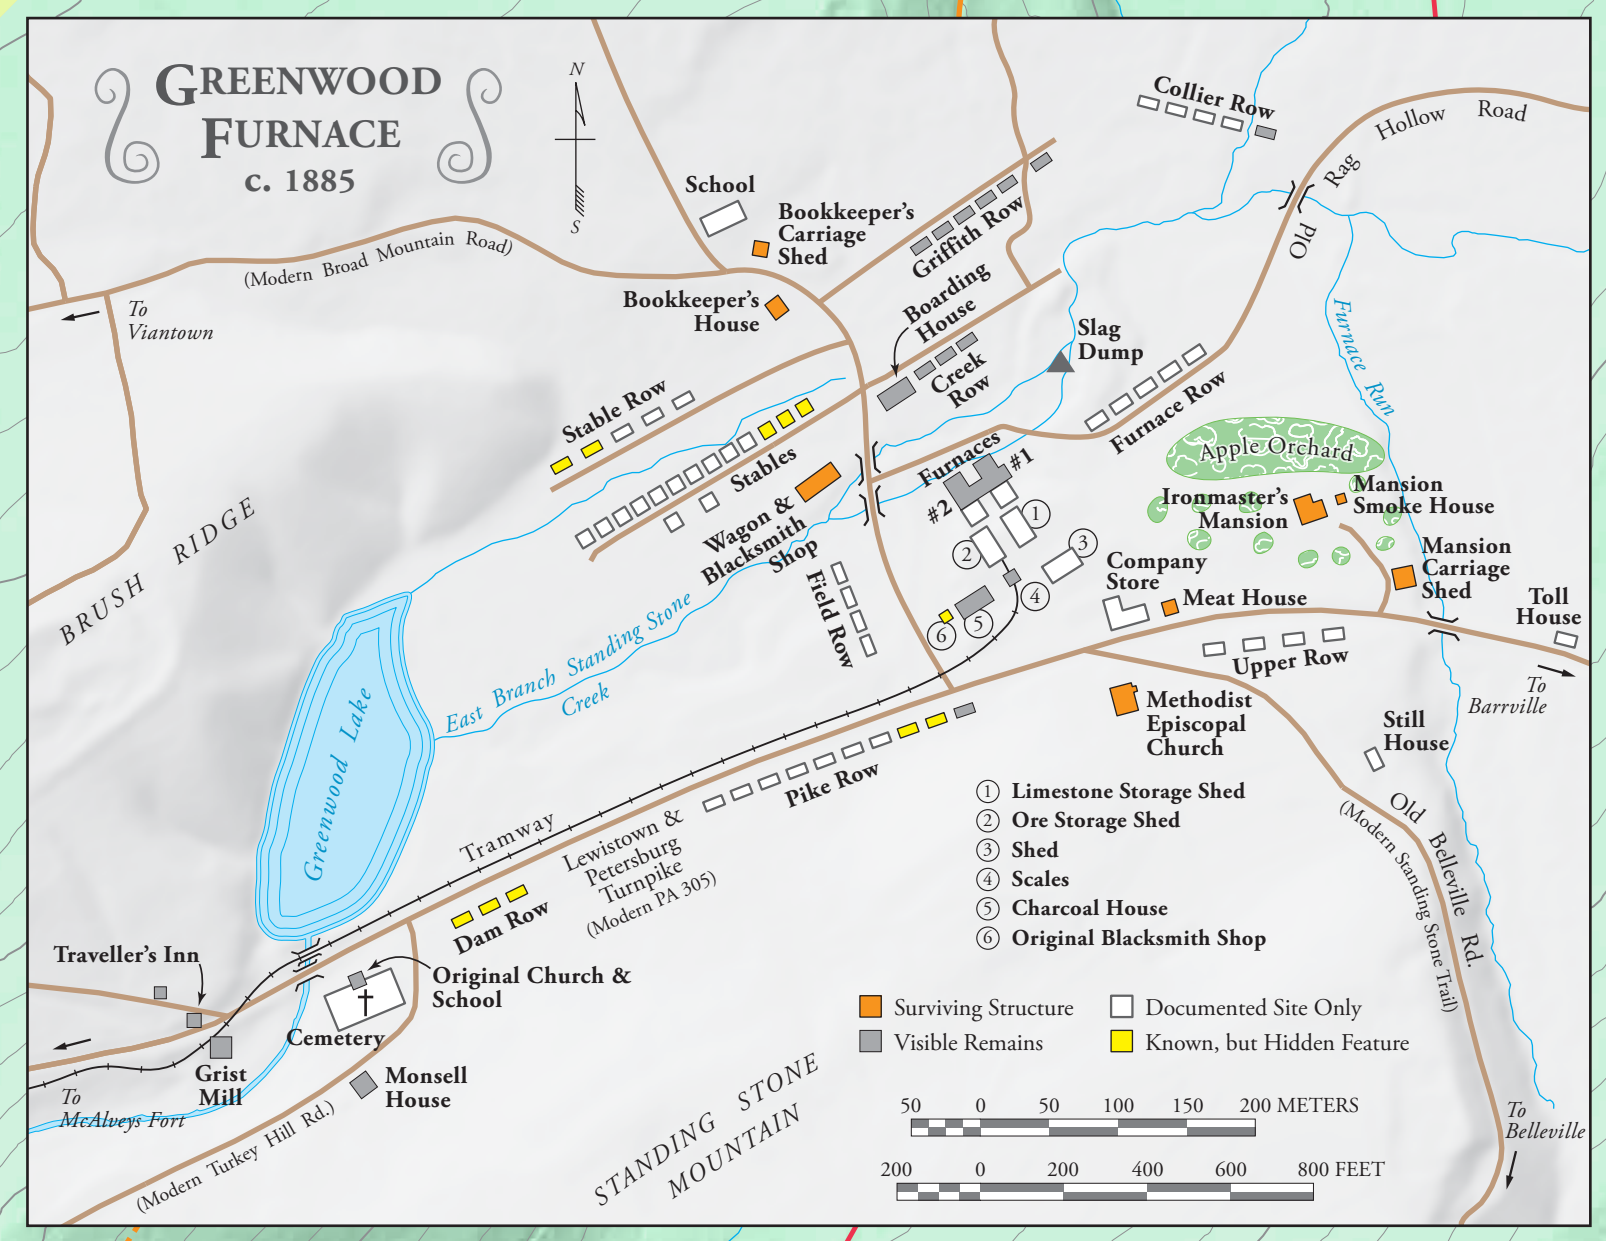 GREENWOOD
FURNACE
c. 1885
N
S
Collier Row
Old Rag Hollow Road
School
Bookkeeper's
Carriage
Shed
Griffith Row
(Modern Broad Mountain Road)
To
Viantown
Bookkeeper's
House
Boarding
House
Creek
Row
Slag
Dump
Furnace Run
Furnace Row
Stable Row
Stables
Apple Orchard
Furnaces
#1
#2
Ironmaster's
Mansion
Mansion
Smoke House
Wagon &
Blacksmith
Shop
1
2
3
4
5
6
Mansion
Carriage
Shed
Company
Store
Meat House
Toll
House
BRUSH RIDGE
Field Row
East Branch Standing Stone
Creek
Upper Row
To
Barrville
Methodist
Episcopal
Church
Still
House
Greenwood Lake
Pike Row
Tramway
Lewistown &
Petersburg
Turnpike
(Modern PA 305)
Old Belleville Rd.
(Modern Standing Stone Trail)
1 Limestone Storage Shed
2 Ore Storage Shed
3 Shed
4 Scales
5 Charcoal House
6 Original Blacksmith Shop
Dam Row
Traveller's Inn
Original Church &
School
Cemetery
Grist
Mill
Monsell
House
To
McAlveys Fort
(Modern Turkey Hill Rd.)
STANDING STONE
MOUNTAIN
Surviving Structure
Documented Site Only
Visible Remains
Known, but Hidden Feature
50 0 50 100 150 200 METERS
200 0 200 400 600 800 FEET
To
Belleville